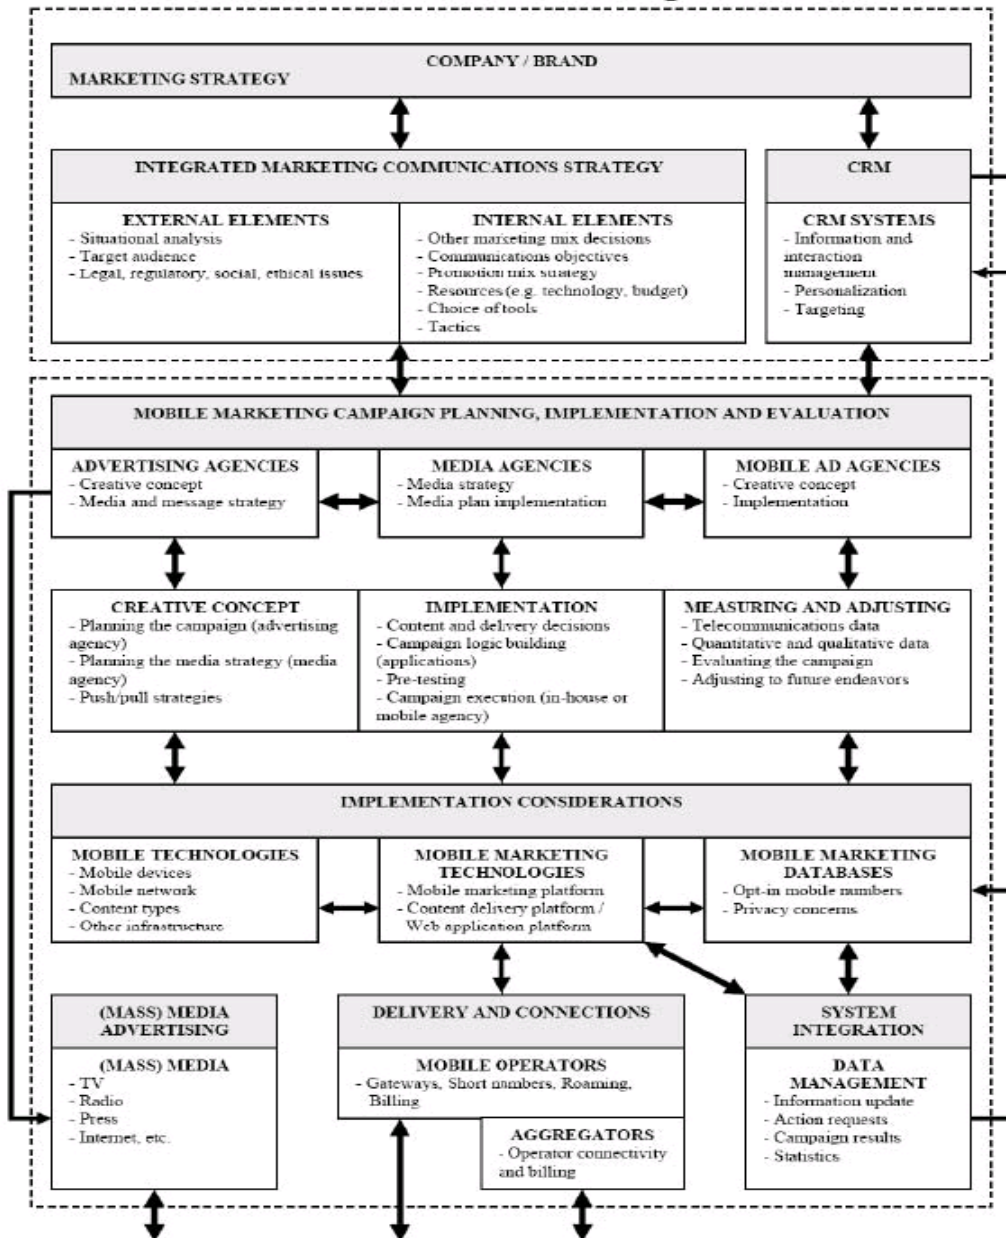 COMPANY / BRAND
MARKETING STRATEGY
INTEGRATED MARKETING COMMUNICATIONS STRATEGY
EXTERNAL ELEMENTS
- Situational analysis
- Target audience
- Legal, regulatory, social, ethical issues
INTERNAL ELEMENTS
- Other marketing mix decisions
- Communications objectives
- Promotion mix strategy
- Resources (e.g. technology, budget)
- Choice of tools
- Tactics
CRM
CRM SYSTEMS
- Information and
interaction
management
- Personalization
- Targeting
MOBILE MARKETING CAMPAIGN PLANNING, IMPLEMENTATION AND EVALUATION
ADVERTISING AGENCIES
- Creative concept
- Media and message strategy
MEDIA AGENCIES
- Media strategy
- Media plan implementation
MOBILE AD AGENCIES
- Creative concept
- Implementation
CREATIVE CONCEPT
- Planning the campaign (advertising
agency)
- Planning the media strategy (media
agency)
- Push/pull strategies
IMPLEMENTATION
- Content and delivery decisions
- Campaign logic building
(applications)
- Pre-testing
- Campaign execution (in-house or
mobile agency)
MEASURING AND ADJUSTING
- Telecommunications data
- Quantitative and qualitative data
- Evaluating the campaign
- Adjusting to future endeavors
IMPLEMENTATION CONSIDERATIONS
MOBILE TECHNOLOGIES
- Mobile devices
- Mobile network
- Content types
- Other infrastructure
MOBILE MARKETING
TECHNOLOGIES
- Mobile marketing platform
- Content delivery platform /
Web application platform
MOBILE MARKETING
DATABASES
- Opt-in mobile numbers
- Privacy concerns
(MASS) MEDIA
ADVERTISING
(MASS) MEDIA
- TV
- Radio
- Press
- Internet, etc.
DELIVERY AND CONNECTIONS
MOBILE OPERATORS
- Gateways, Short numbers, Roaming,
Billing
AGGREGATORS
- Operator connectivity
and billing
SYSTEM
INTEGRATION
DATA
MANAGEMENT
- Information update
- Action requests
- Campaign results
- Statistics